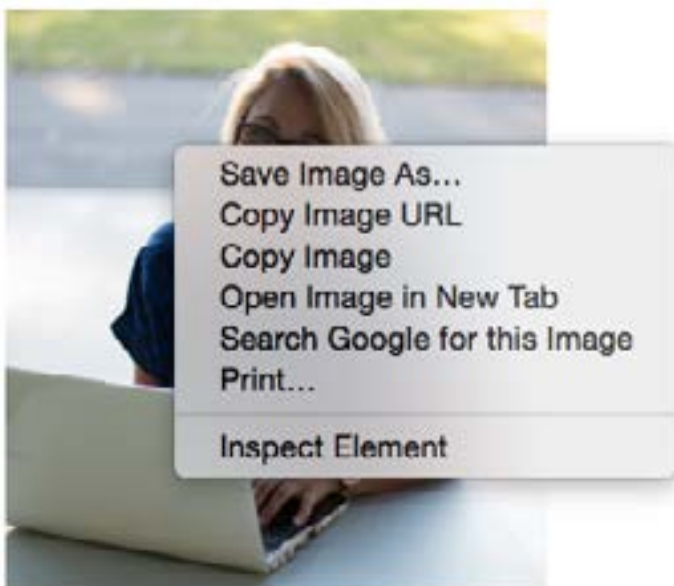 Save Image As...
Copy Image URL
Copy Image
Open Image in New Tab
Search Google for this Image
Print...
Inspect Element